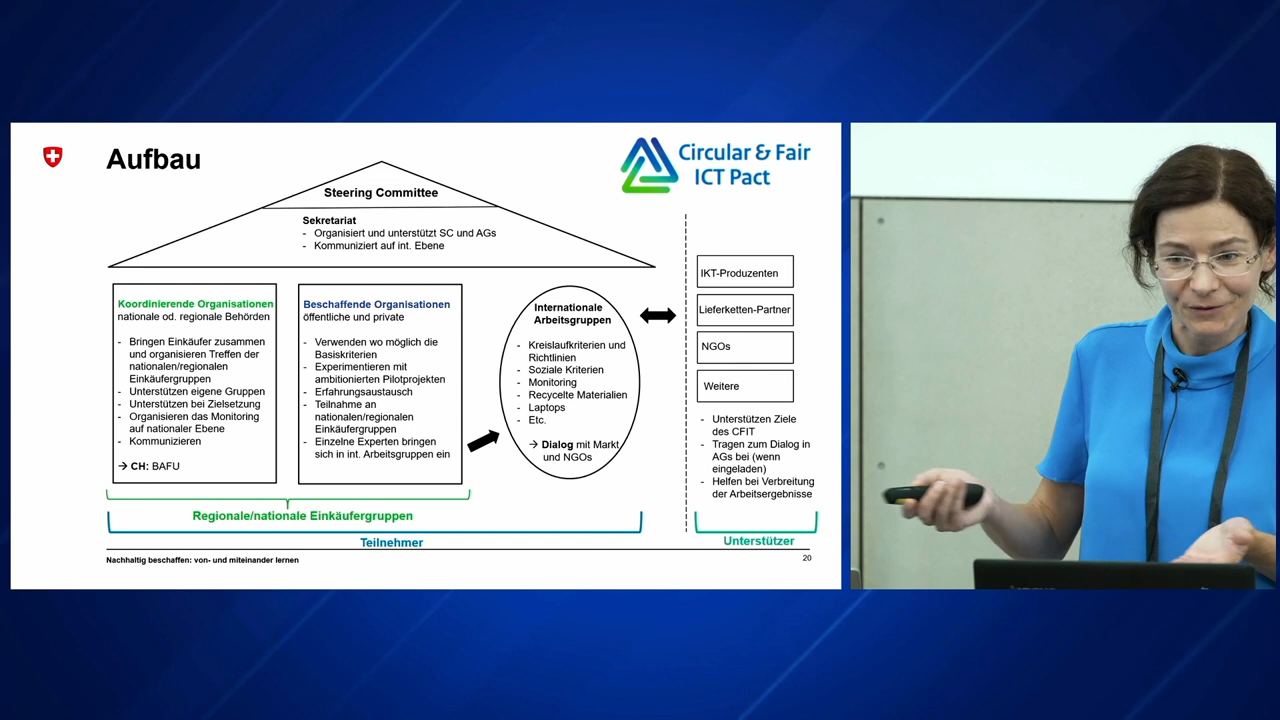 Aufbau
Circular & Fair
ICT Pact
Steering Committee
Sekretariat
- Organisiert und unterstützt SC und AGs
- Kommuniziert auf int. Ebene
Koordinierende Organisationen
nationale od. regionale Behörden
- Bringen Einkäufer zusammen
und organisieren Treffen der
nationalen/regionalen
Einkäufergruppen
- Unterstützen eigene Gruppen
- Unterstützen bei Zielsetzung
- Organisieren das Monitoring
auf nationaler Ebene
- Kommunizieren
→ CH: BAFU
Beschaffende Organisationen
öffentliche und private
- Verwenden wo möglich die
Basiskriterien
- Experimentieren mit
ambitionierten Pilotprojekten
- Erfahrungsaustausch
- Teilnahme an
nationalen/regionalen
Einkäufergruppen
- Einzelne Experten bringen
sich in int. Arbeitsgruppen ein
Internationale
Arbeitsgruppen
- Kreislaufkriterien und
Richtlinien
- Soziale Kriterien
- Monitoring
- Recycelte Materialien
- Laptops
- Etc.
→ Dialog mit Markt
und NGOs
IKT-Produzenten
Lieferketten-Partner
NGOs
Weitere
- Unterstützen Ziele
des CFIT
- Tragen zum Dialog in
AGs bei (wenn
eingeladen)
- Helfen bei Verbreitung
der Arbeitsergebnisse
Regionale/nationale Einkäufergruppen
Teilnehmer
Unterstützer
Nachhaltig beschaffen: von- und miteinander lernen
20